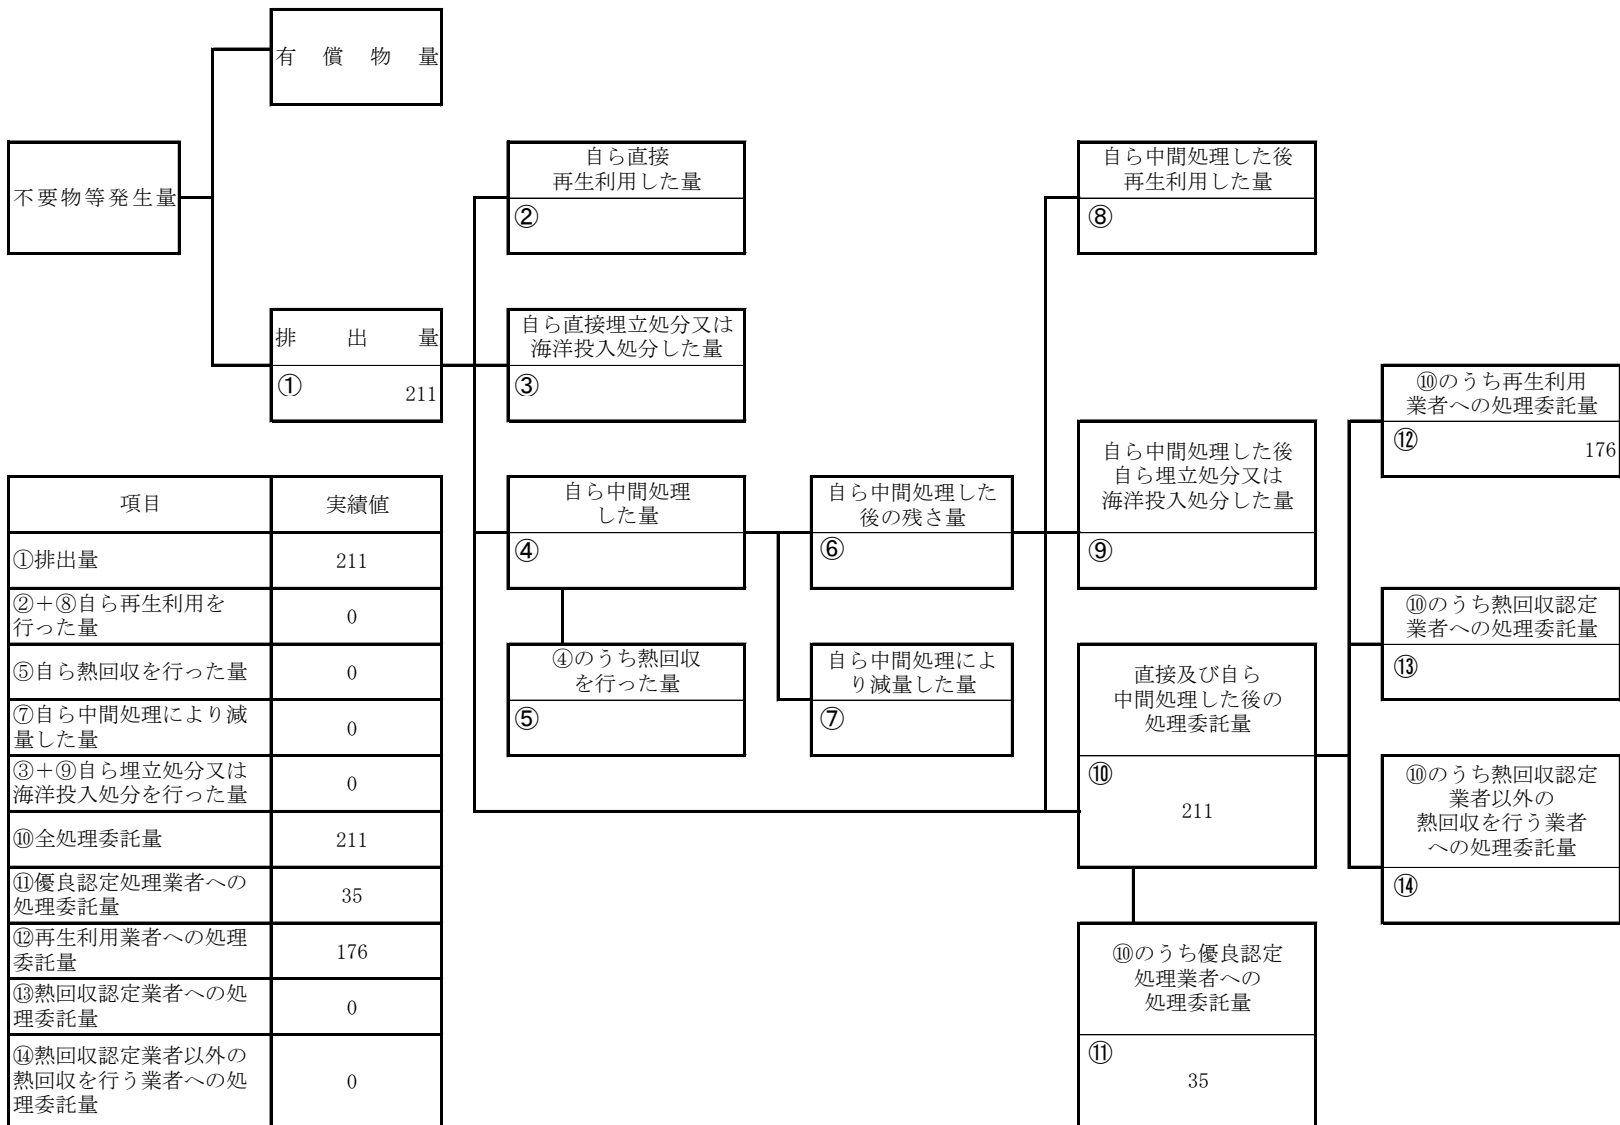 有償物量
不要物等発生量
排出量
①
211
自ら直接
再生利用した量
②
自ら直接埋立処分又は
海洋投入処分した量
③
自ら中間処理
した量
④
④のうち熱回収
を行った量
⑤
自ら中間処理した
後の残さ量
⑥
自ら中間処理によ
り減量した量
⑦
自ら中間処理した後
再生利用した量
⑧
自ら中間処理した後
自ら埋立処分又は
海洋投入処分した量
⑨
直接及び自ら
中間処理した後の
処理委託量
⑩
211
⑩のうち優良認定
処理業者への
処理委託量
⑪
35
⑩のうち再生利用
業者への処理委託量
⑫
176
⑩のうち熱回収認定
業者への処理委託量
⑬
⑩のうち熱回収認定
業者以外の
熱回収を行う業者
への処理委託量
⑭
項目 実績値
①排出量 211
②+⑧自ら再生利用を
行った量
0
⑤自ら熱回収を行った量 0
⑦自ら中間処理により減
量した量
0
③+⑨自ら埋立処分又は
海洋投入処分を行った量
0
⑩全処理委託量 211
⑪優良認定処理業者への
処理委託量
35
⑫再生利用業者への処理
委託量
176
⑬熱回収認定業者への処
理委託量
0
⑭熱回収認定業者以外の
熱回収を行う業者への処
理委託量
0